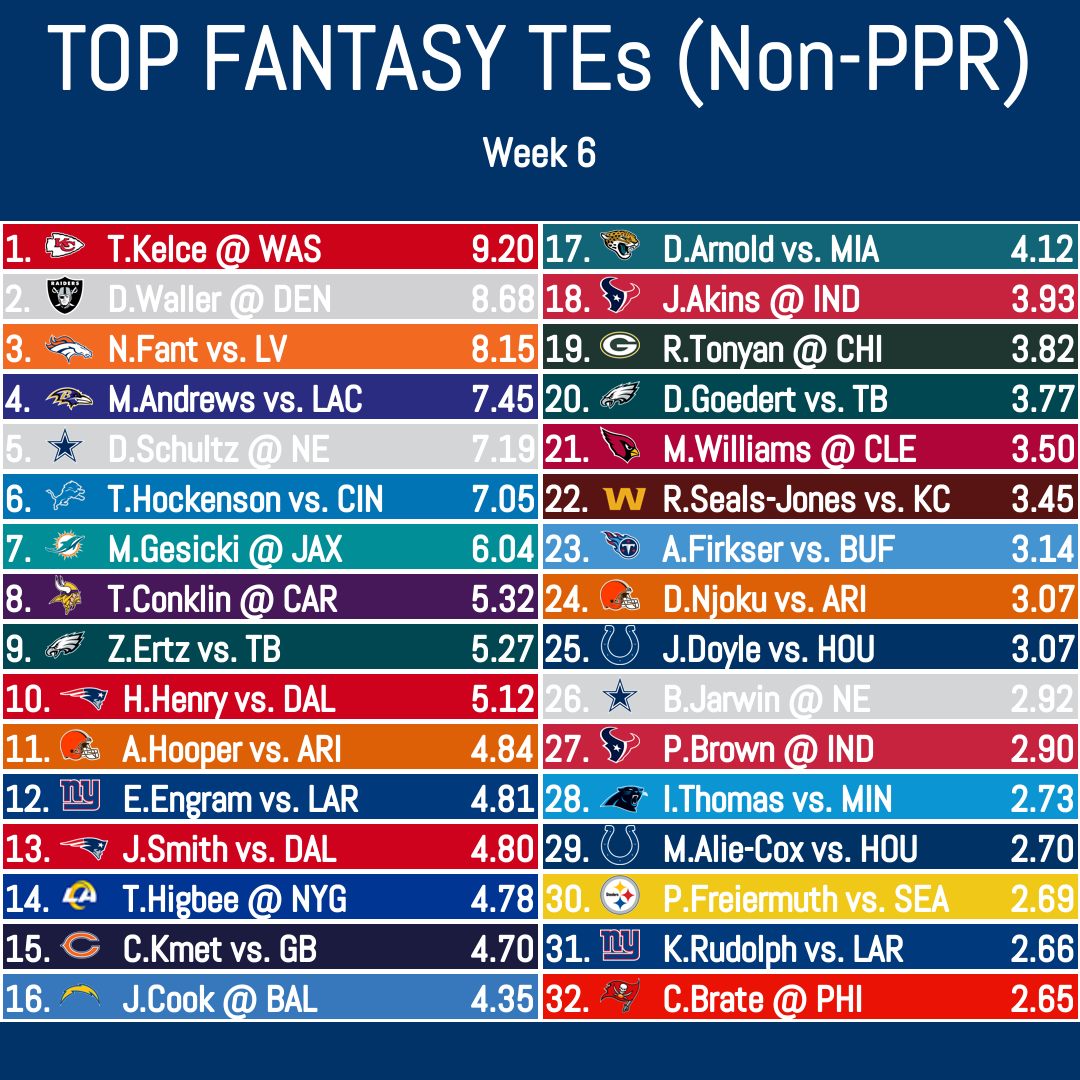 TOP FANTASY TEs (Non-PPR)
Week 6
1. T.Kelce @ WAS 9.20
2. RAIDERS D.Waller @ DEN 8.68
3. N.Fant vs. LV 8.15
4. M.Andrews vs. LAC 7.45
5. D.Schultz @ NE 7.19
6. T.Hockenson vs. CIN 7.05
7. M.Gesicki @ JAX 6.04
8. T.Conklin @ CAR 5.32
9. Z.Ertz vs. TB 5.27
10. H.Henry vs. DAL 5.12
11. A.Hooper vs. ARI 4.84
12. ny E.Engram vs. LAR 4.81
13. J.Smith vs. DAL 4.80
14. LA T.Higbee @ NYG 4.78
15. C C.Kmet vs. GB 4.70
16. J.Cook @ BAL 4.35
17. D.Arnold vs. MIA 4.12
18. J.Akins @ IND 3.93
19. G R.Tonyan @ CHI 3.82
20. D.Goedert vs. TB 3.77
21. M.Williams @ CLE 3.50
22. W R.Seals-Jones vs. KC 3.45
23. T A.Firkser vs. BUF 3.14
24. D.Njoku vs. ARI 3.07
25. J.Doyle vs. HOU 3.07
26. B.Jarwin @ NE 2.92
27. P.Brown @ IND 2.90
28. I.Thomas vs. MIN 2.73
29. M.Alie-Cox vs. HOU 2.70
30. Steelers P.Freiermuth vs. SEA 2.69
31. ny K.Rudolph vs. LAR 2.66
32. C.Brate @ PHI 2.65